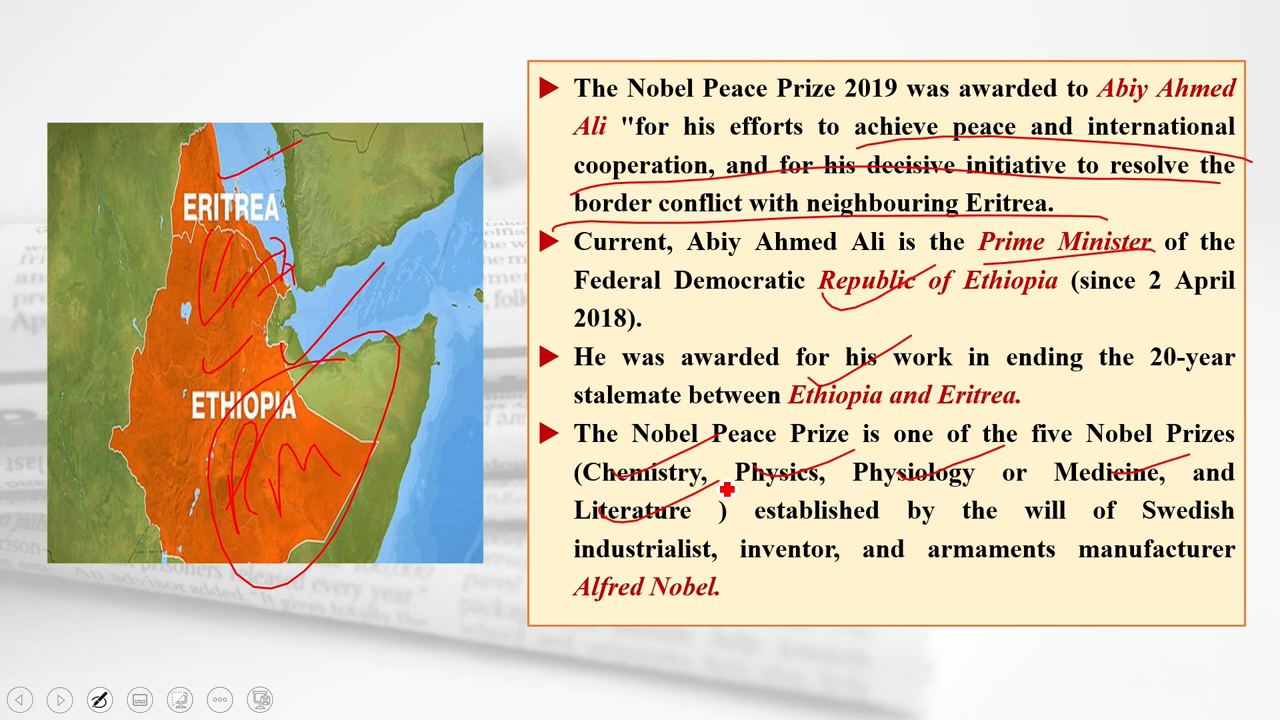 ERITREA
ETHIOPIA
PM
The Nobel Peace Prize 2019 was awarded to Abiy Ahmed
Ali "for his efforts to achieve peace and international
cooperation, and for his decisive initiative to resolve the
border conflict with neighbouring Eritrea.
Current, Abiy Ahmed Ali is the Prime Minister of the
Federal Democratic Republic of Ethiopia (since 2 April
2018).
He was awarded for his work in ending the 20-year
stalemate between Ethiopia and Eritrea.
The Nobel Peace Prize is one of the five Nobel Prizes
(Chemistry, Physics, Physiology or Medicine, and
Literature ) established by the will of Swedish
industrialist, inventor, and armaments manufacturer
Alfred Nobel.